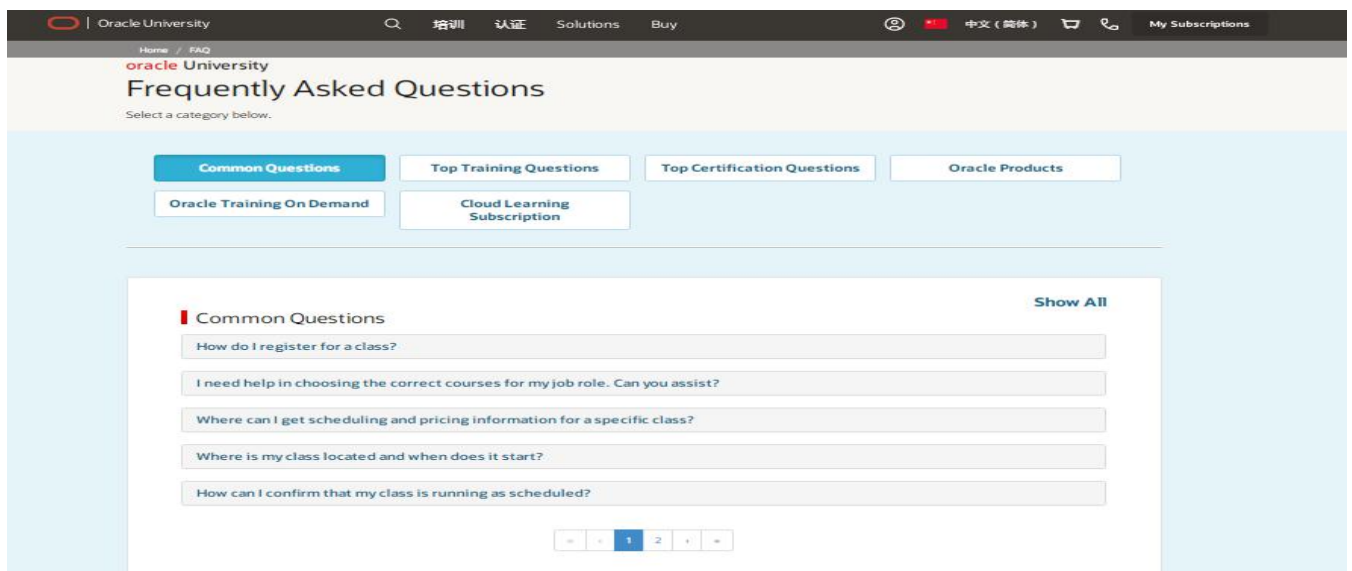 Oracle University 培训 认证 Solutions Buy 中文 ( 简体 ) My Subscriptions
Home / FAQ
oracle University
Frequently Asked Questions
Select a category below.
Common Questions Top Training Questions Top Certification Questions Oracle Products
Oracle Training On Demand Cloud Learning
Subscription
Show All
Common Questions
How do I register for a class?
I need help in choosing the correct courses for my job role. Can you assist?
Where can I get scheduling and pricing information for a specific class?
Where is my class located and when does it start?
How can I confirm that my class is running as scheduled?
« ‹ 1 2 › »